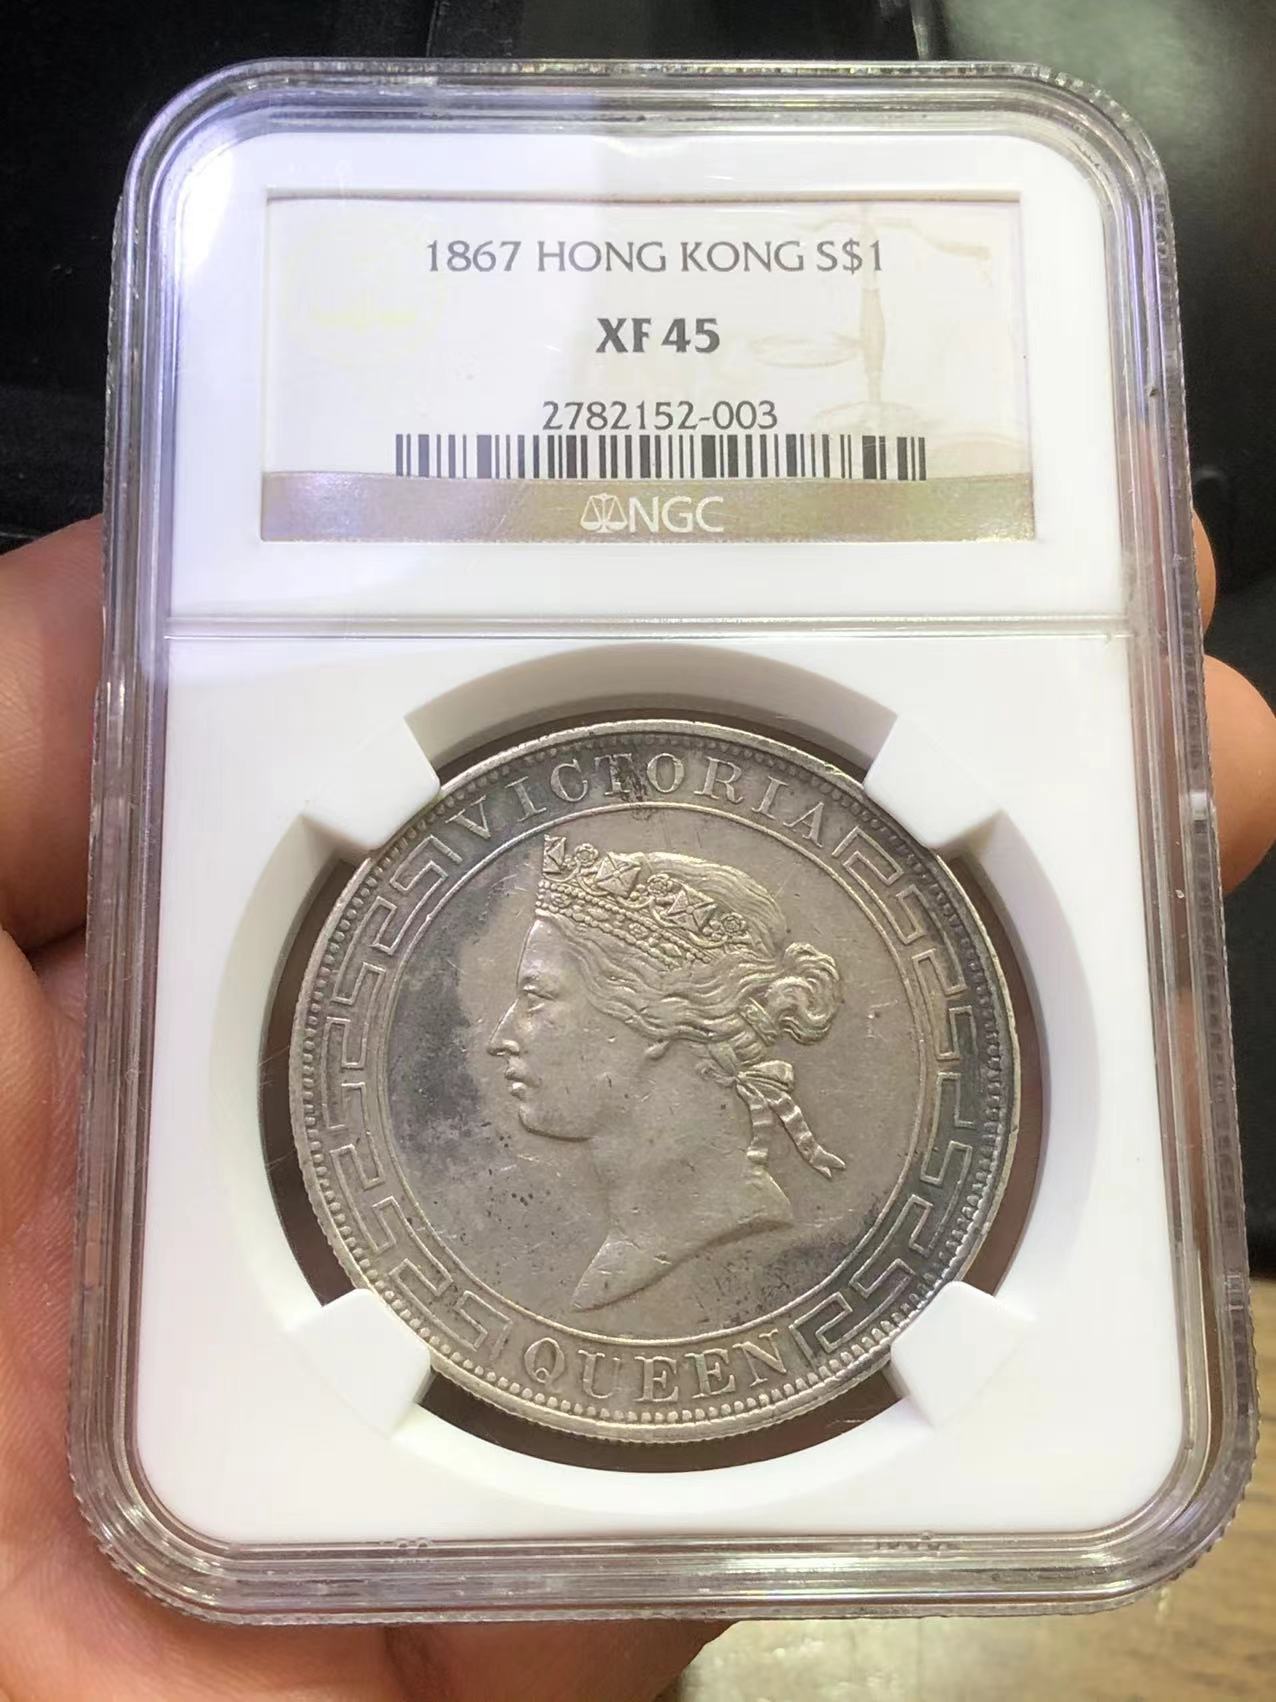 1867 HONG KONG S$1
XF 45
2782152-003
NGC
VICTORIA
QUEEN